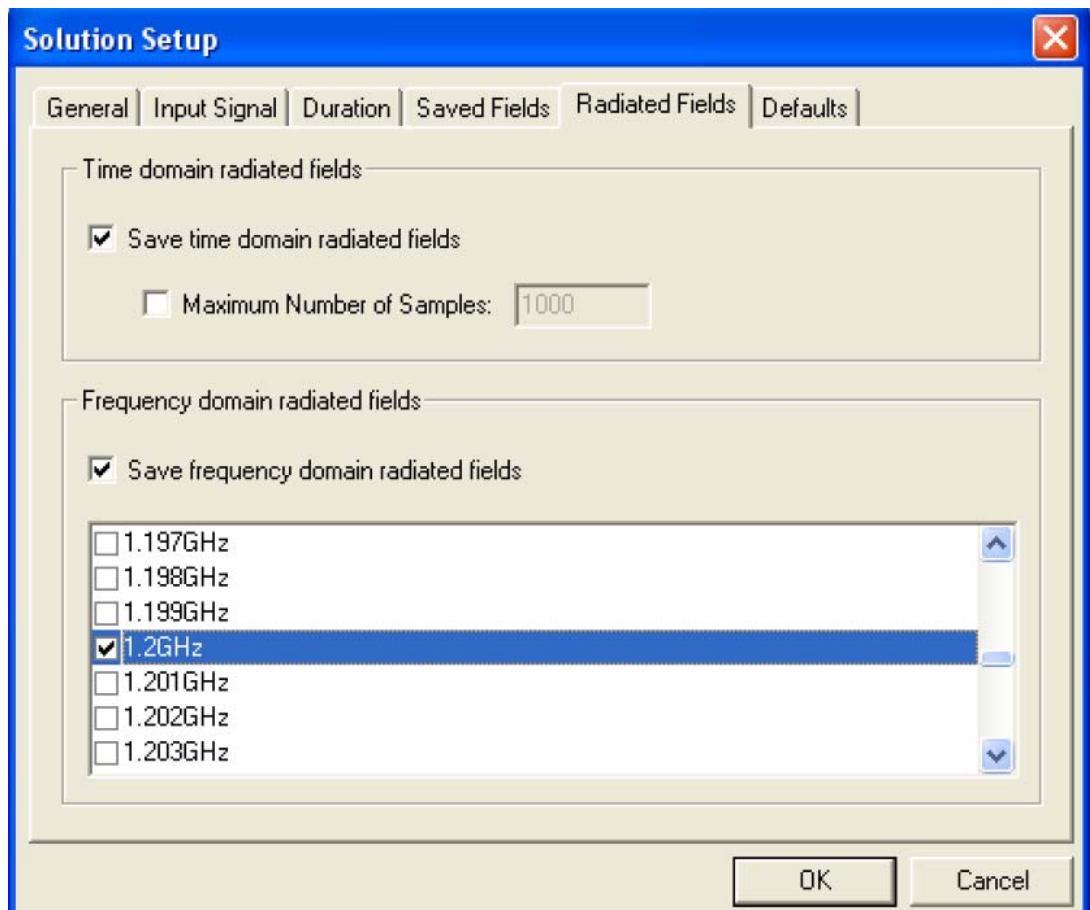 Solution Setup
General Input Signal Duration Saved Fields Radiated Fields Defaults
Time domain radiated fields
Save time domain radiated fields
Maximum Number of Samples: 1000
Frequency domain radiated fields
Save frequency domain radiated fields
1.197GHz
1.198GHz
1.199GHz
1.2GHz
1.201GHz
1.202GHz
1.203GHz
OK Cancel